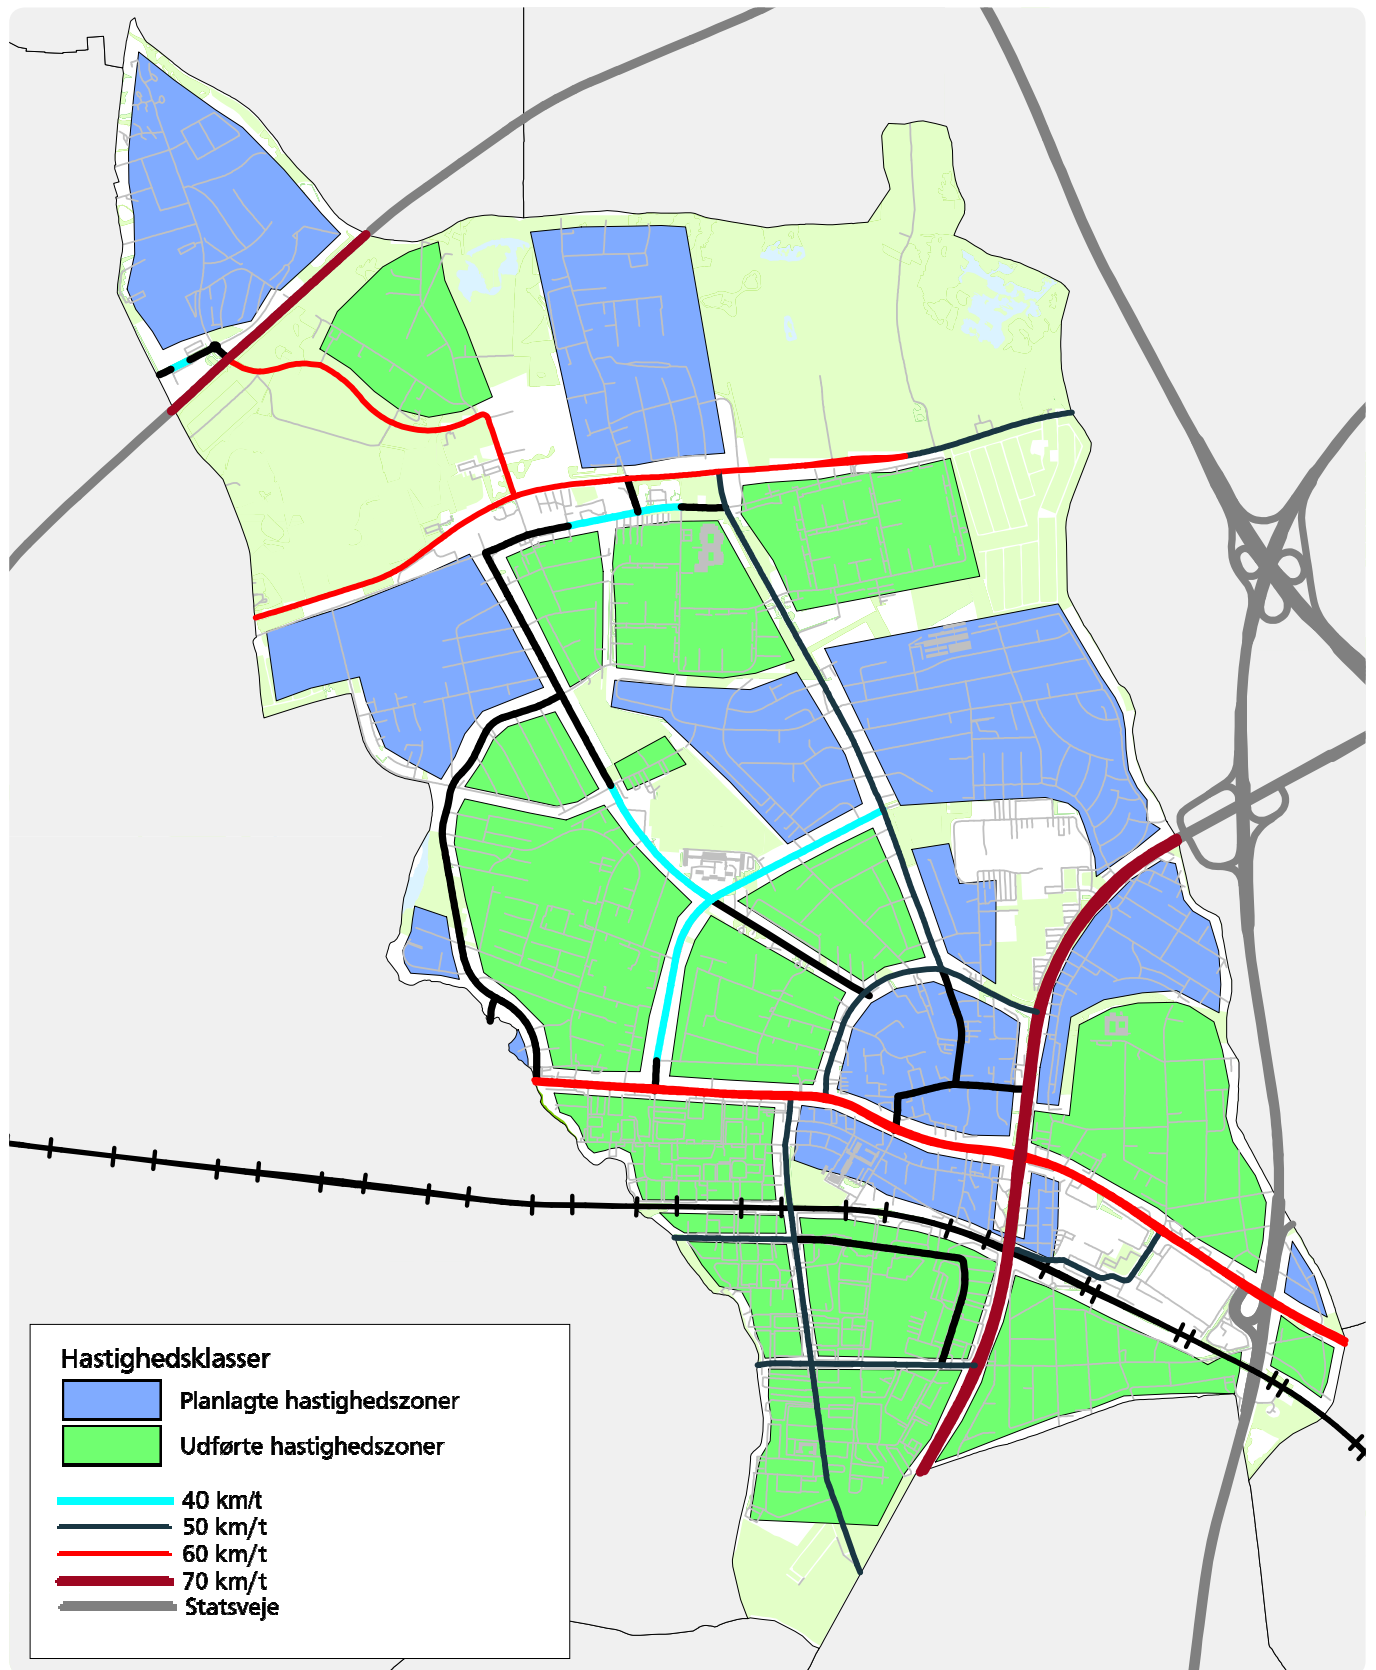 Hastighedsklasser
Planlagte hastighedszoner
Udførte hastighedszoner
40 km/t
50 km/t
60 km/t
70 km/t
Statsveje